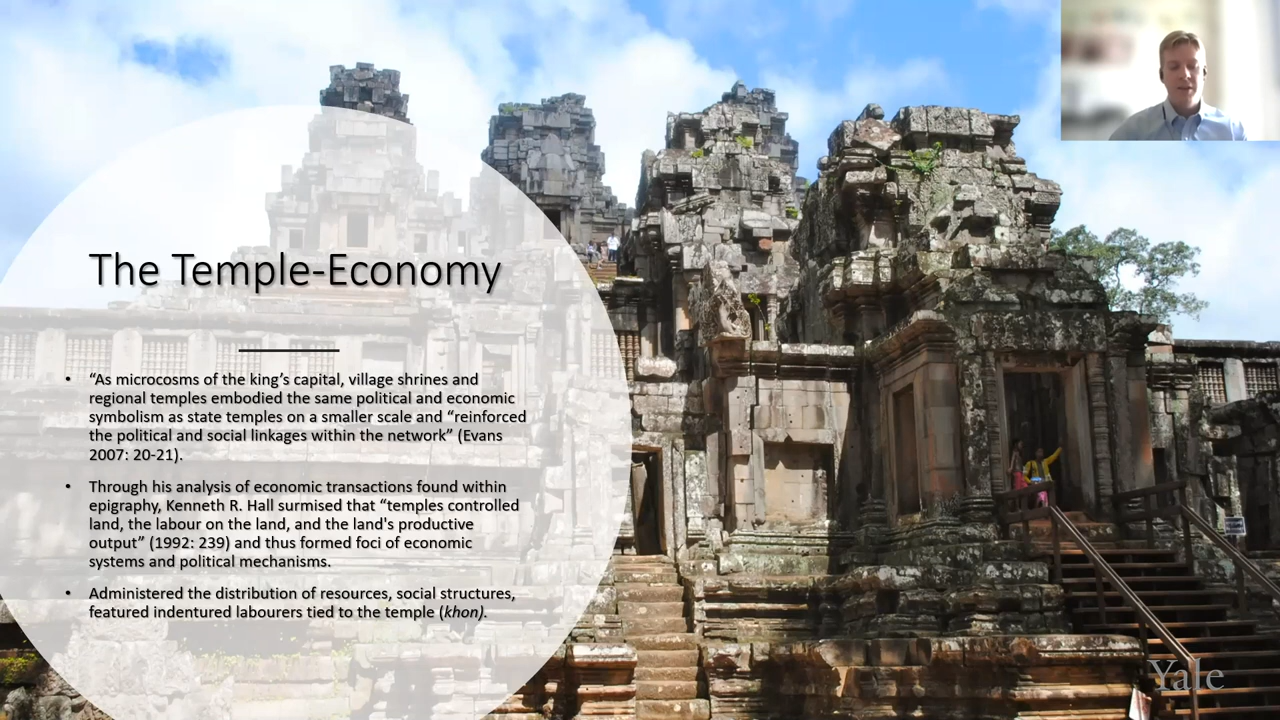 The Temple-Economy
• “As microcosms of the king’s capital, village shrines and
regional temples embodied the same political and economic
symbolism as state temples on a smaller scale and “reinforced
the political and social linkages within the network” (Evans
2007: 20-21).
• Through his analysis of economic transactions found within
epigraphy, Kenneth R. Hall surmised that “temples controlled
land, the labour on the land, and the land's productive
output” (1992: 239) and thus formed foci of economic
systems and political mechanisms.
• Administered the distribution of resources, social structures,
featured indentured labourers tied to the temple (khon).
Yale